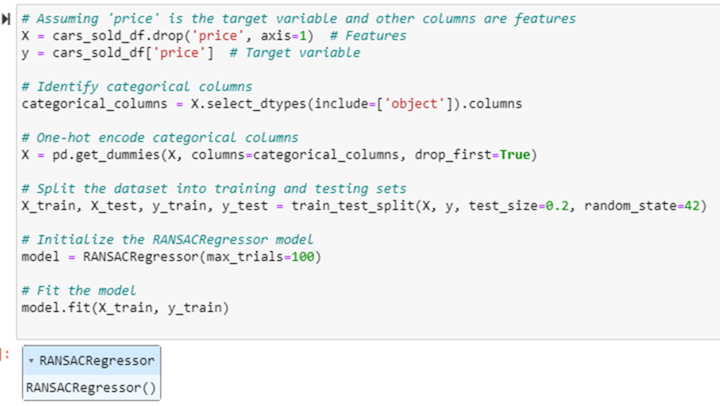 # Assuming 'price' is the target variable and other columns are features
X = cars_sold_df.drop('price', axis=1)  # Features
y = cars_sold_df['price']  # Target variable
# Identify categorical columns
categorical_columns = X.select_dtypes(include=['object']).columns
# One-hot encode categorical columns
X = pd.get_dummies(X, columns=categorical_columns, drop_first=True)
# Split the dataset into training and testing sets
X_train, X_test, y_train, y_test = train_test_split(X, y, test_size=0.2, random_state=42)
# Initialize the RANSACRegressor model
model = RANSACRegressor(max_trials=100)
# Fit the model
model.fit(X_train, y_train)
]:
▾ RANSACRegressor
RANSACRegressor()